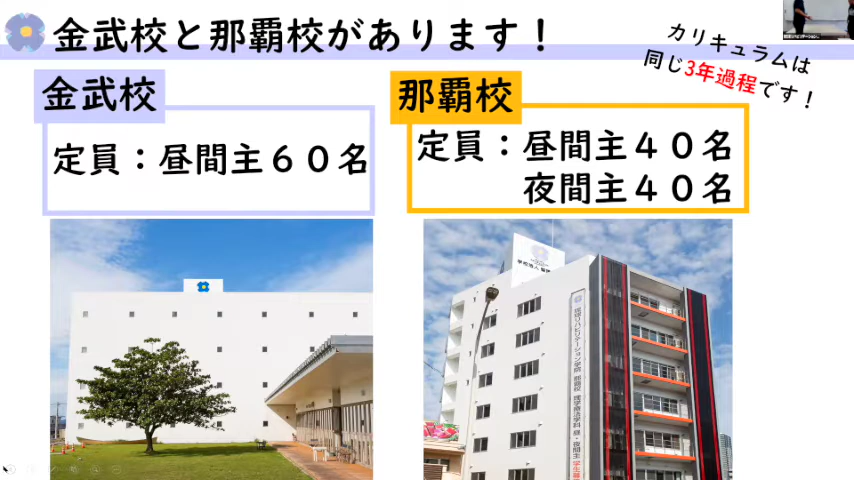 金武校と那覇校があります！
カリキュラムは
同じ3年過程です！
金武校
定員：昼間主６０名
那覇校
定員：昼間主４０名
夜間主４０名